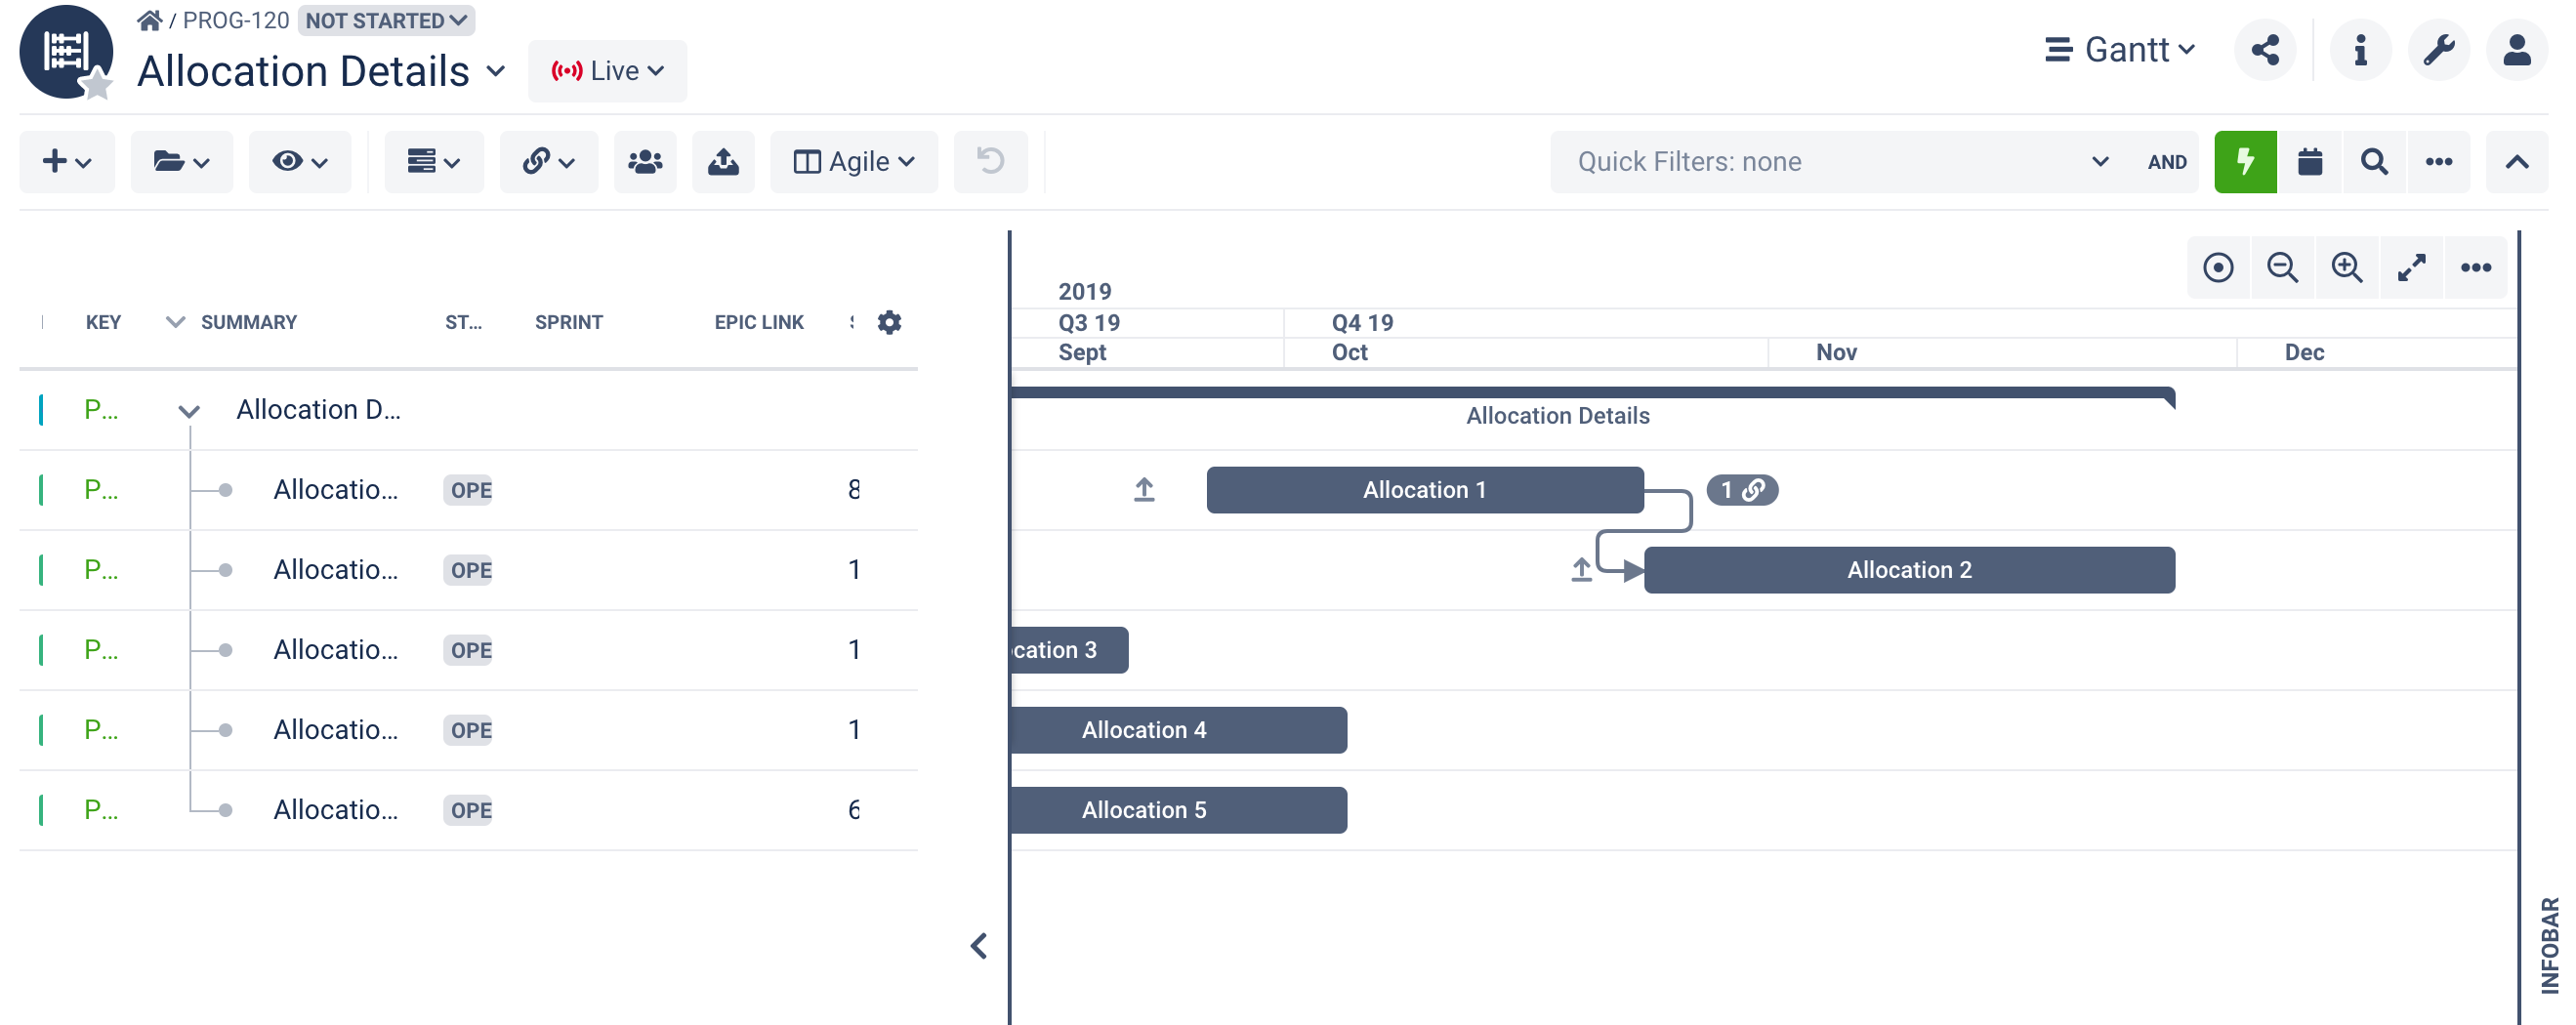 / PROG-120 NOT STARTED
Allocation Details
Live
Gantt
Agile
Quick Filters: none
AND
KEY SUMMARY ST... SPRINT EPIC LINK
2019
Q3 19 Q4 19
Sept Oct Nov Dec
P... Allocation D...
Allocation Details
P... Allocatio... OPE 8
Allocation 1 1
P... Allocatio... OPE 1
Allocation 2
P... Allocatio... OPE 1
cation 3
P... Allocatio... OPE 1
Allocation 4
P... Allocatio... OPE 6
Allocation 5
INFOBAR